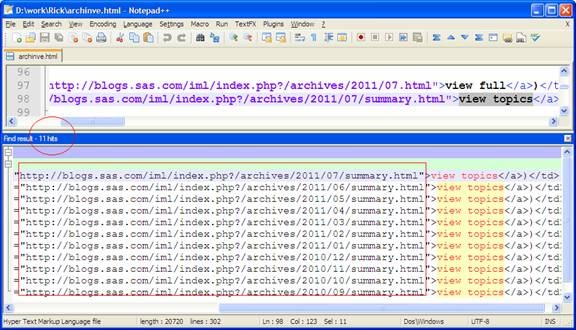 D:\work\Rick\archinve.html - Notepad++
File Edit Search View Encoding Language Settings Macro Run TextFX Plugins Window ? X
archinve.html
96
97 http://blogs.sas.com/iml/index.php?/archives/2011/07.html">view full</a>)</t
98 /blogs.sas.com/iml/index.php?/archives/2011/07/summary.html">view topics</a>
99
Find result - 11 hits
"http://blogs.sas.com/iml/index.php?/archives/2011/07/summary.html">view topics</a>)</td>
="http://blogs.sas.com/iml/index.php?/archives/2011/06/summary.html">view topics</a>)</td>
="http://blogs.sas.com/iml/index.php?/archives/2011/05/summary.html">view topics</a>)</td>
="http://blogs.sas.com/iml/index.php?/archives/2011/04/summary.html">view topics</a>)</td>
="http://blogs.sas.com/iml/index.php?/archives/2011/03/summary.html">view topics</a>)</td>
="http://blogs.sas.com/iml/index.php?/archives/2011/02/summary.html">view topics</a>)</td>
="http://blogs.sas.com/iml/index.php?/archives/2011/01/summary.html">view topics</a>)</td>
="http://blogs.sas.com/iml/index.php?/archives/2010/12/summary.html">view topics</a>)</td>
="http://blogs.sas.com/iml/index.php?/archives/2010/11/summary.html">view topics</a>)</td>
="http://blogs.sas.com/iml/index.php?/archives/2010/10/summary.html">view topics</a>)</td>
="http://blogs.sas.com/iml/index.php?/archives/2010/09/summary.html">view topics</a>)</td>
Hyper Text Markup Language file length : 20720 lines : 302 Ln : 98 Col : 123 Sel : 11 Dos\Windows UTF-8 INS